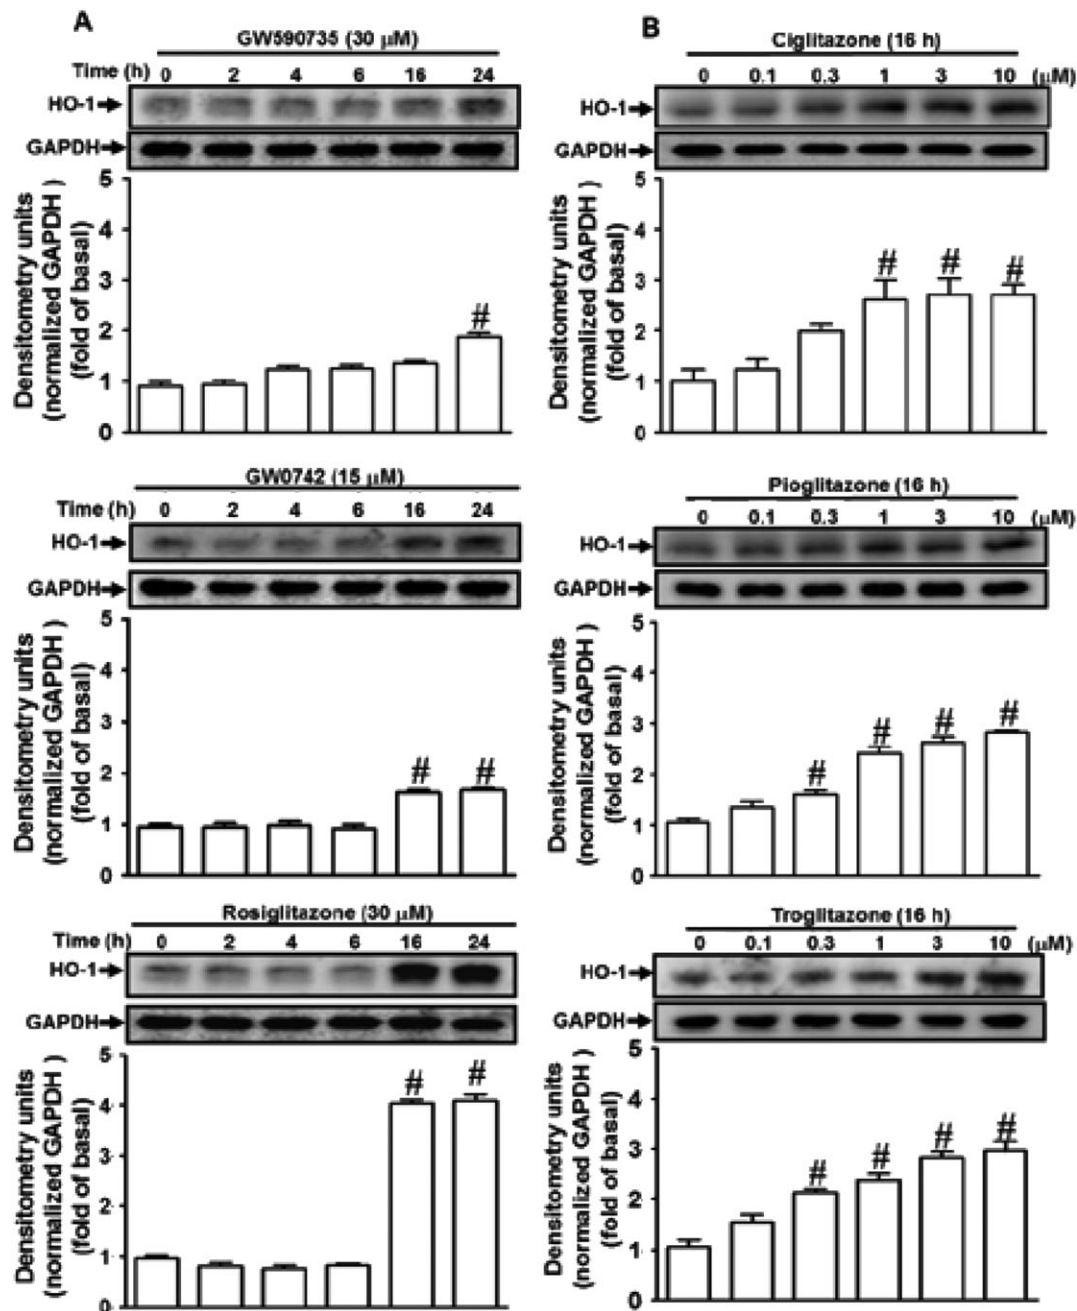 A
GW590735 (30 μM)
Time (h) 0 2 4 6 16 24
HO-1
GAPDH
Densitometry units
(normalized GAPDH )
(fold of basal)
5
4
3
2
1
0
#
GW0742 (15 μM)
Time (h) 0 2 4 6 16 24
HO-1
GAPDH
Densitometry units
(normalized GAPDH )
(fold of basal)
5
4
3
2
1
0
# #
Rosiglitazone (30 μM)
Time (h) 0 2 4 6 16 24
HO-1
GAPDH
Densitometry units
(normalized GAPDH )
(fold of basal)
5
4
3
2
1
0
# #
B
Ciglitazone (16 h)
0 0.1 0.3 1 3 10 (μM)
HO-1
GAPDH
Densitometry units
(normalized GAPDH )
(fold of basal)
5
4
3
2
1
0
# # #
Pioglitazone (16 h)
0 0.1 0.3 1 3 10 (μM)
HO-1
GAPDH
Densitometry units
(normalized GAPDH )
(fold of basal)
5
4
3
2
1
0
# # # #
Troglitazone (16 h)
0 0.1 0.3 1 3 10 (μM)
HO-1
GAPDH
Densitometry units
(normalized GAPDH )
(fold of basal)
5
4
3
2
1
0
# # # #